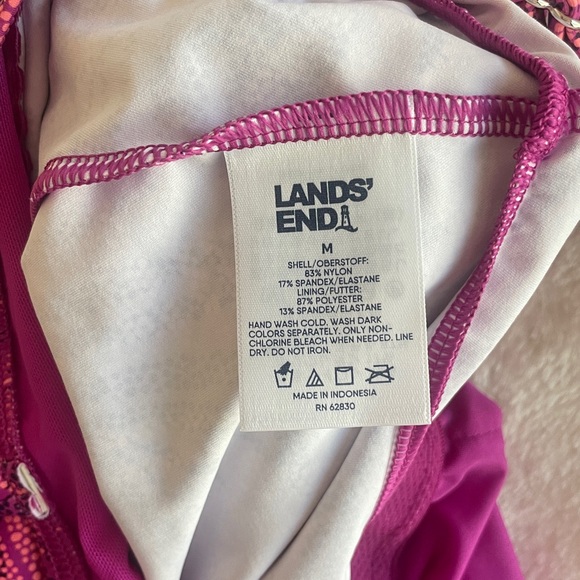 LANDS'
END
M
SHELL/OBERSTOFF:
83% NYLON
17% SPANDEX/ELASTANE
LINING/FUTTER:
87% POLYESTER
13% SPANDEX/ELASTANE
HAND WASH COLD. WASH DARK
COLORS SEPARATELY. ONLY NON-
CHLORINE BLEACH WHEN NEEDED. LINE
DRY. DO NOT IRON.
MADE IN INDONESIA
RN 62830